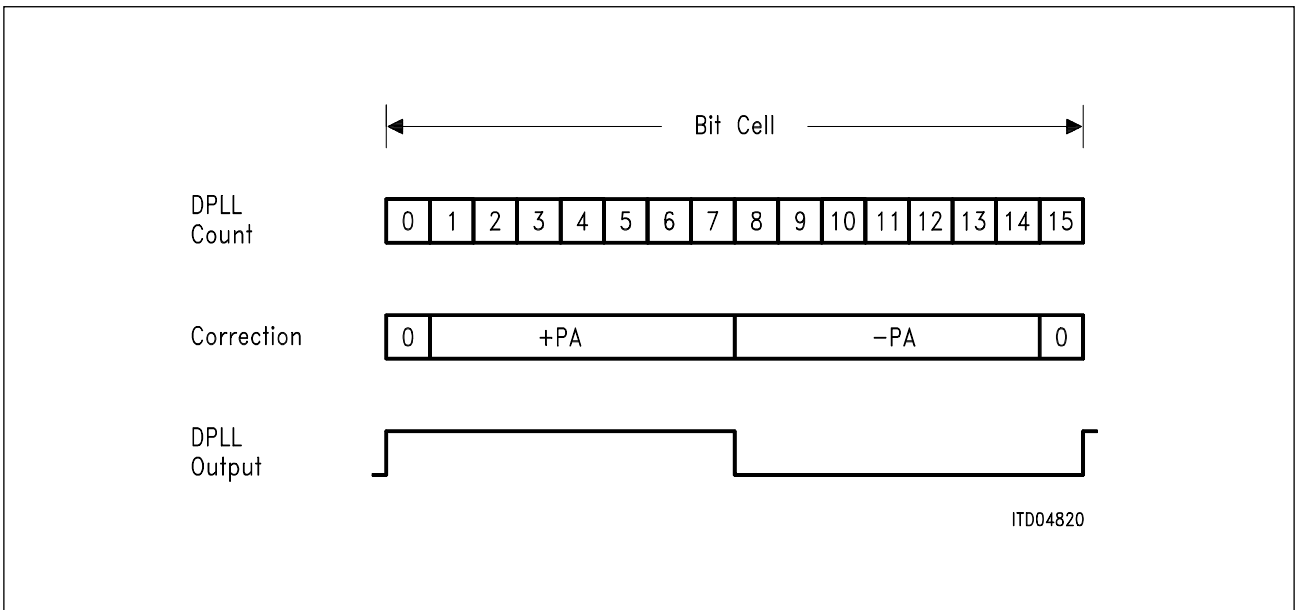 Bit Cell
DPLL
Count
0 1 2 3 4 5 6 7 8 9 10 11 12 13 14 15
Correction
0 +PA -PA 0
DPLL
Output
ITD04820